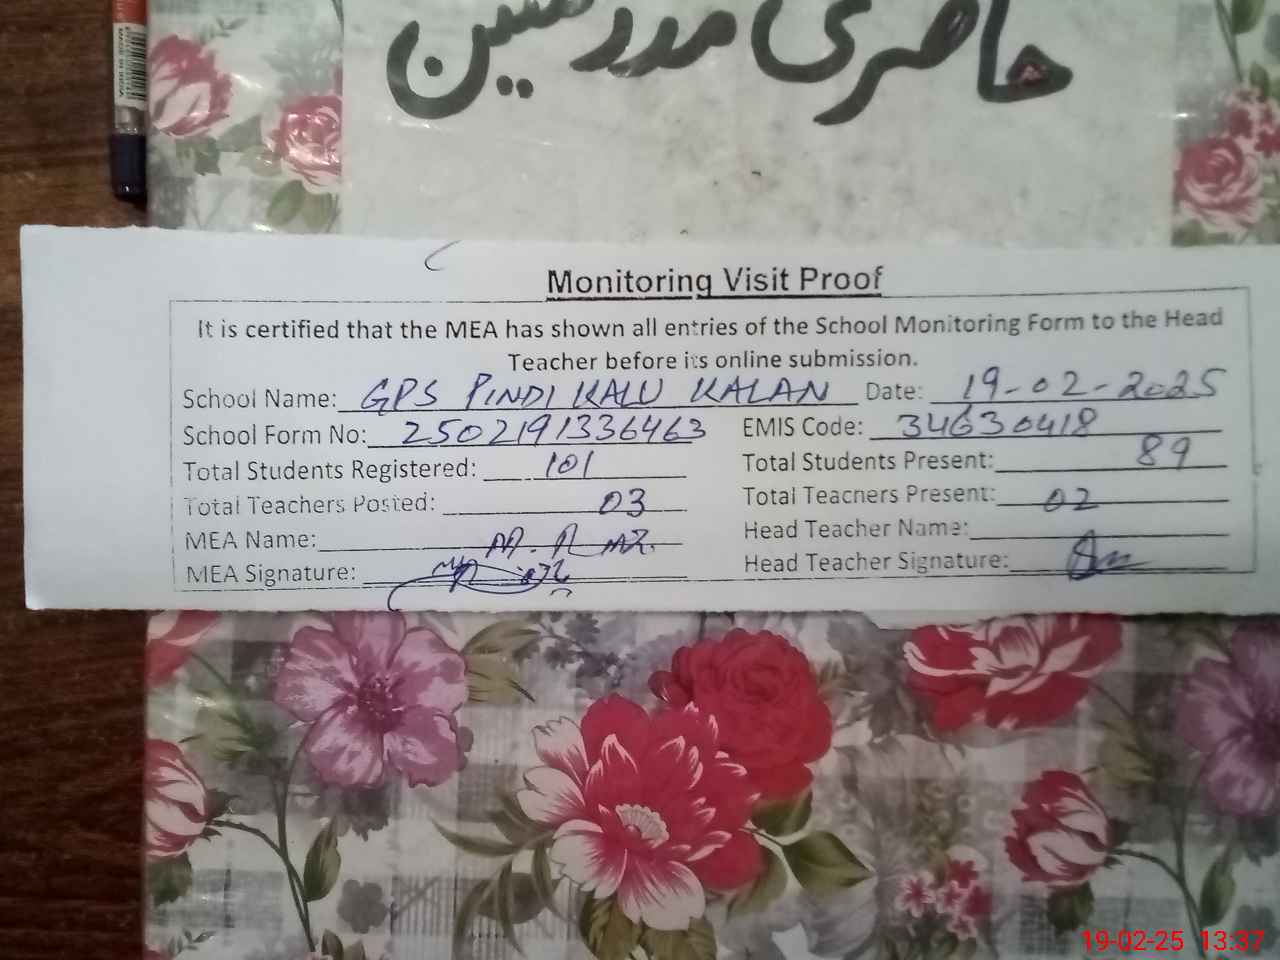 حاضری مدرسین
Monitoring Visit Proof
It is certified that the MEA has shown all entries of the School Monitoring Form to the Head
Teacher before its online submission.
School Name: GPS PINDI KALU KALAN Date: 19-02-2025
School Form No: 2502191336463 EMIS Code: 34630418
Total Students Registered: 101 Total Students Present: 89
Total Teachers Posted: 03 Total Teachers Present: 02
MEA Name: M. Head Teacher Name:
MEA Signature: Head Teacher Signature:
19-02-25 13:37